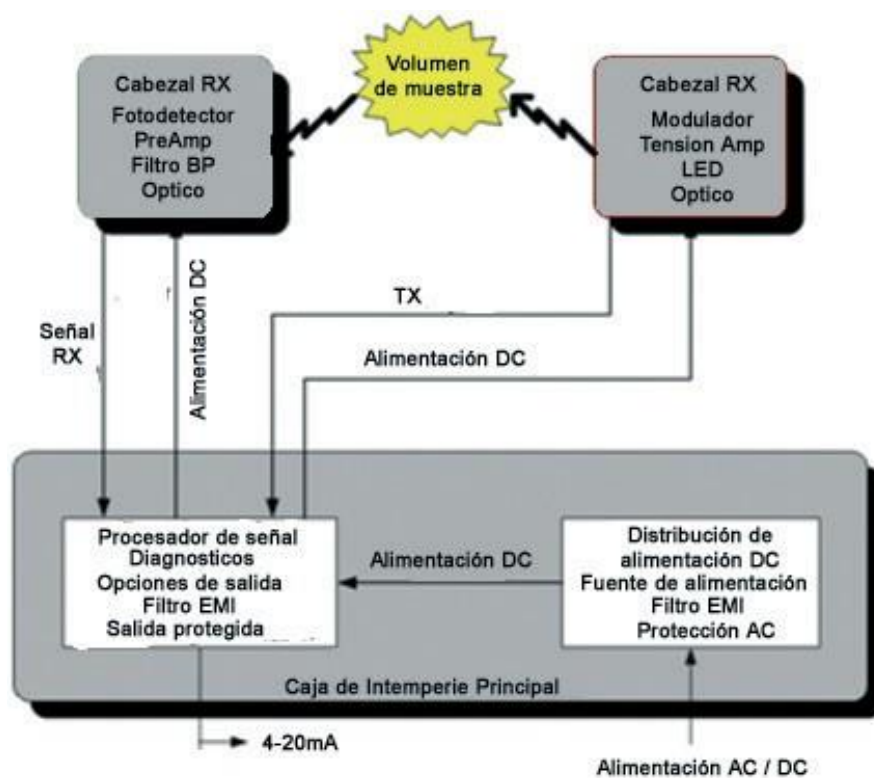 Cabezal RX
Fotodetector
PreAmp
Filtro BP
Optico
Volumen
de muestra
Cabezal RX
Modulador
Tension Amp
LED
Optico
Señal
RX
Alimentación DC
TX
Alimentación DC
Procesador de señal
Diagnosticos
Opciones de salida
Filtro EMI
Salida protegida
Alimentación DC
Distribución de
alimentación DC
Fuente de alimentación
Filtro EMI
Protección AC
Caja de Intemperie Principal
4-20mA
Alimentación AC / DC